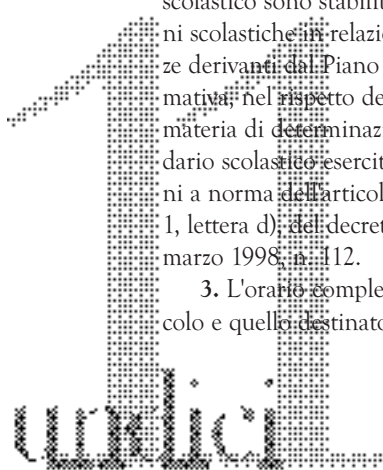 scolastico sono stabilit
ni scolastiche in relazio
ze derivanti dal Piano
mativa, nel rispetto de
materia di determinaz
dario scolastico esercit
ni a norma dell'articol
1, lettera d), del decret
marzo 1998, n. 112.
3. L'orario comple
colo e quello destinato
11
undici